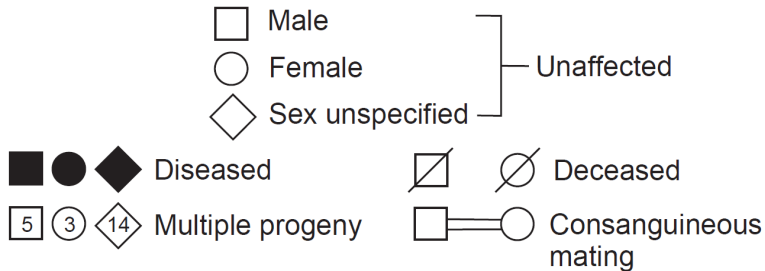 Male
Female
Unaffected
Sex unspecified
Diseased
Deceased
5 3 14 Multiple progeny
Consanguineous
mating